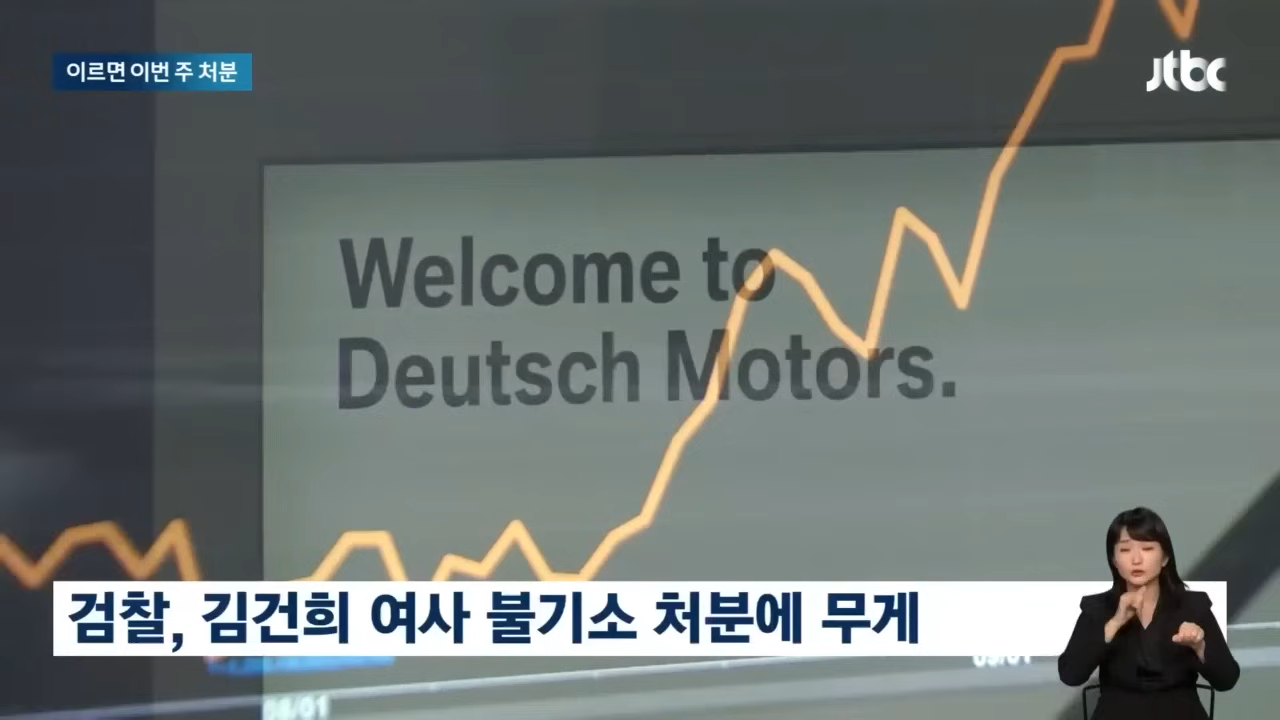 이르면 이번 주 처분
jtbc
Welcome to
Deutsch Motors.
검찰, 김건희 여사 불기소 처분에 무게